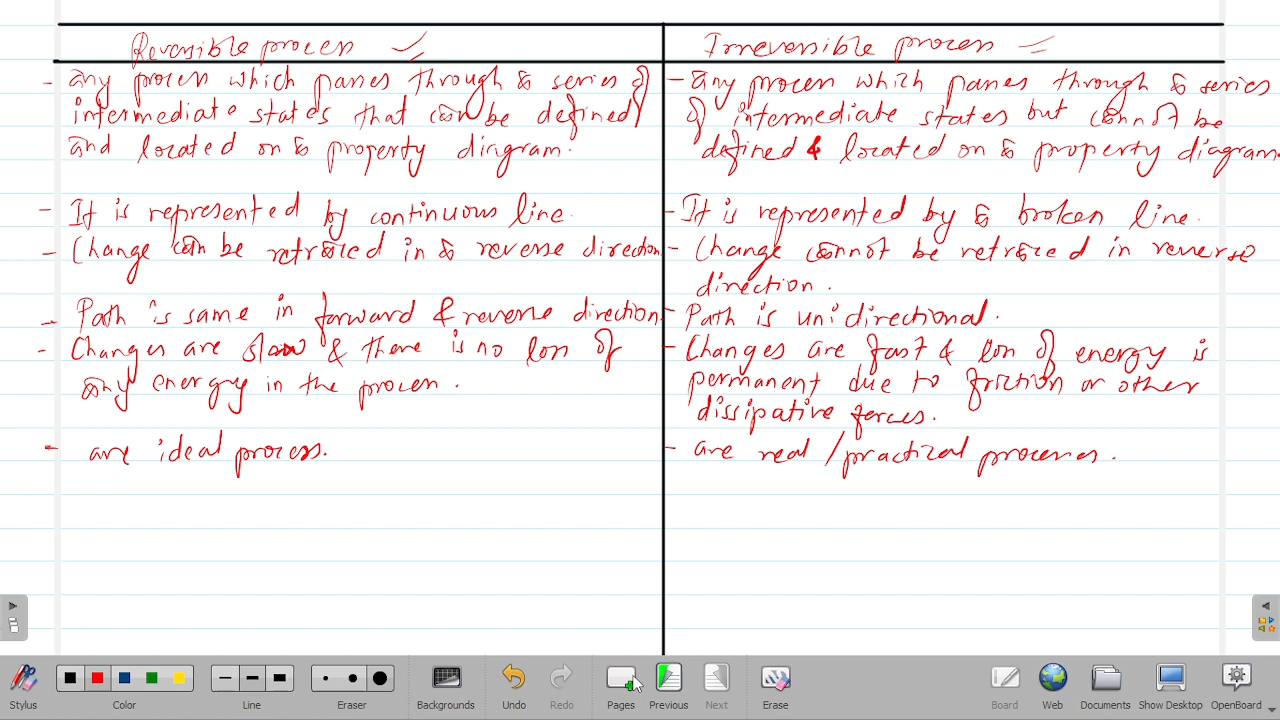 Reversible process
- any process which passes through a series of
intermediate states that can be defined
and located on a property diagram.
- It is represented by continuous line.
- Change can be retraced in a reverse direction.
- Path is same in forward & reverse direction.
- Changes are slow & there is no loss of
any energy in the process.
- are ideal process.
Irreversible process
- any process which passes through a series
of intermediate states but cannot be
defined & located on a property diagram
- It is represented by a broken line.
- Change cannot be retraced in reverse
direction.
- Path is unidirectional.
- Changes are fast & loss of energy is
permanent due to friction or other
dissipative forces.
- are real / practical processes.
Stylus
Color
Line
Eraser
Backgrounds
Undo
Redo
Pages
Previous
Next
Erase
Board
Web
Documents
Show Desktop
OpenBoard